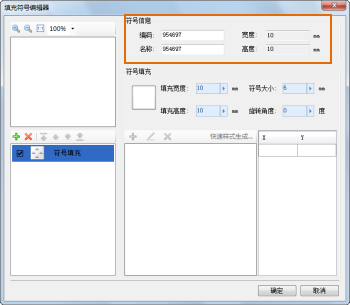 填充符号编辑器
100%
符号信息
编码: 954697 宽度: 10 mm
名称: 954697 高度: 10 mm
符号填充
填充宽度: 10 mm 符号大小: 6 mm
填充高度: 10 mm 旋转角度: 0 度
快速样式生成... X Y
符号填充
确定 取消